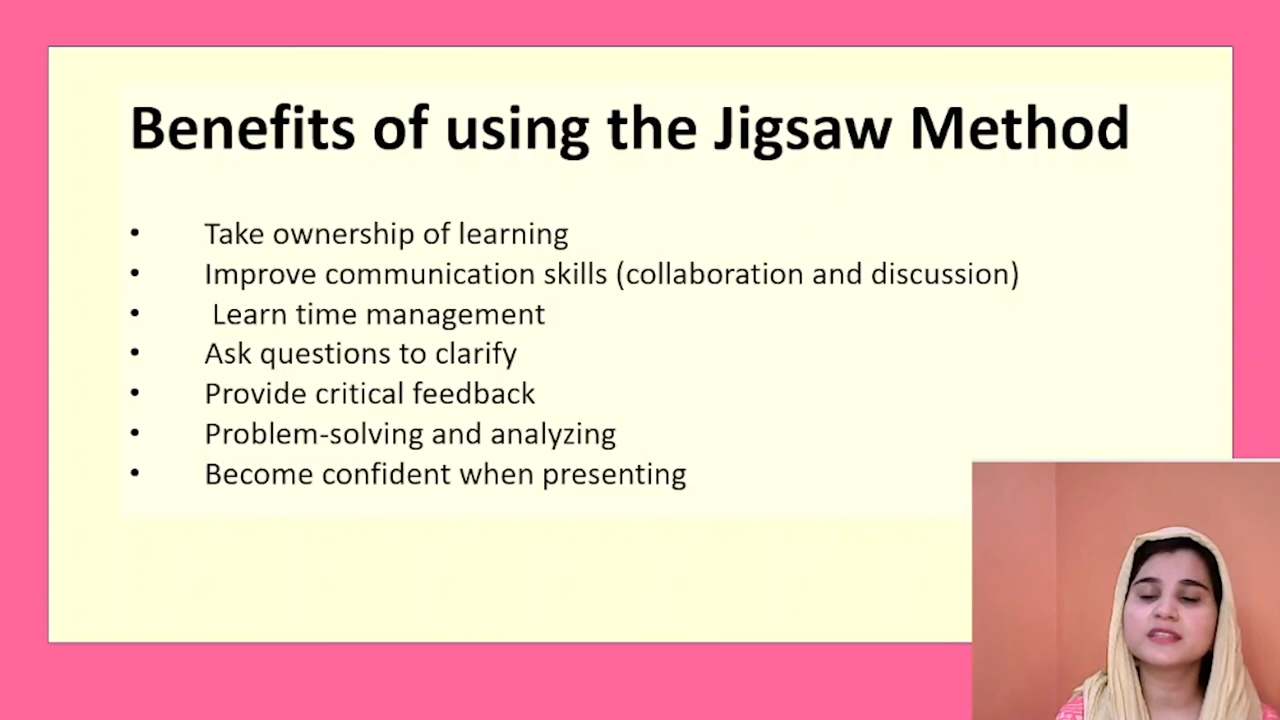 Benefits of using the Jigsaw Method
• Take ownership of learning
• Improve communication skills (collaboration and discussion)
• Learn time management
• Ask questions to clarify
• Provide critical feedback
• Problem-solving and analyzing
• Become confident when presenting